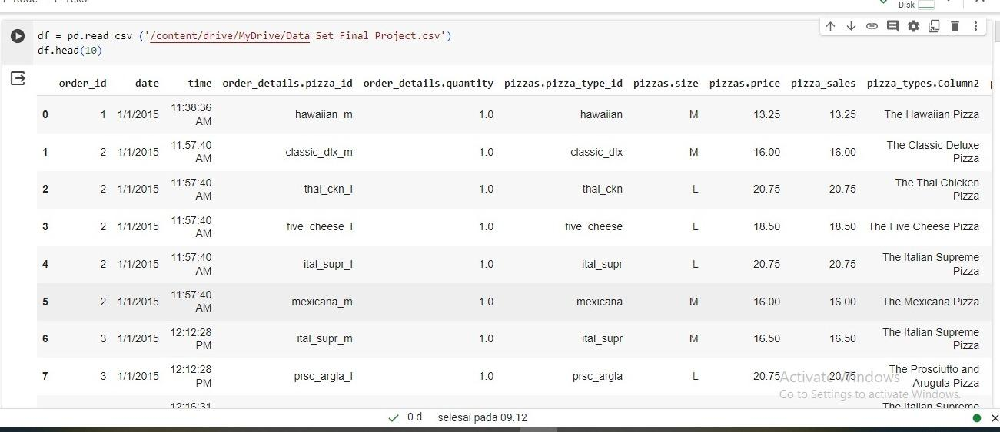 Disk
df = pd.read_csv ('/content/drive/MyDrive/Data Set Final Project.csv')
df.head(10)
order_id date time order_details.pizza_id order_details.quantity pizzas.pizza_type_id pizzas.size pizzas.price pizza_sales pizza_types.Column2
0 1 1/1/2015 11:38:36 AM hawaiian_m 1.0 hawaiian M 13.25 13.25 The Hawaiian Pizza
1 2 1/1/2015 11:57:40 AM classic_dlx_m 1.0 classic_dlx M 16.00 16.00 The Classic Deluxe Pizza
2 2 1/1/2015 11:57:40 AM thai_ckn_l 1.0 thai_ckn L 20.75 20.75 The Thai Chicken Pizza
3 2 1/1/2015 11:57:40 AM five_cheese_l 1.0 five_cheese L 18.50 18.50 The Five Cheese Pizza
4 2 1/1/2015 11:57:40 AM ital_supr_l 1.0 ital_supr L 20.75 20.75 The Italian Supreme Pizza
5 2 1/1/2015 11:57:40 AM mexicana_m 1.0 mexicana M 16.00 16.00 The Mexicana Pizza
6 3 1/1/2015 12:12:28 PM ital_supr_m 1.0 ital_supr M 16.50 16.50 The Italian Supreme Pizza
7 3 1/1/2015 12:12:28 PM prsc_argla_l 1.0 prsc_argla L 20.75 20.75 The Prosciutto and Arugula Pizza
Activate Windows
Go to Settings to activate Windows.
12:16:31 The Italian Supreme
0 d selesai pada 09.12